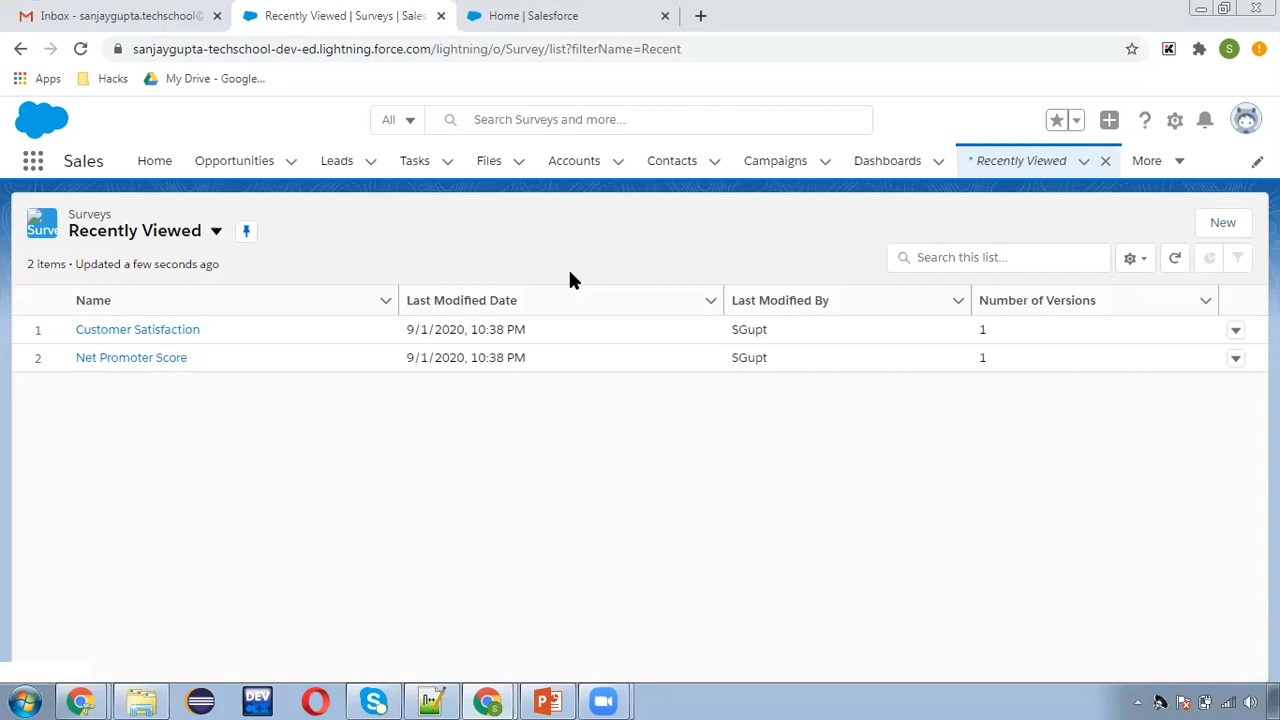 Inbox - sanjaygupta.techschool@
Recently Viewed | Surveys | Sales
Home | Salesforce
sanjaygupta-techschool-dev-ed.lightning.force.com/lightning/o/Survey/list?filterName=Recent
S
Apps
Hacks
My Drive - Google...
All
Search Surveys and more...
Sales
Home
Opportunities
Leads
Tasks
Files
Accounts
Contacts
Campaigns
Dashboards
* Recently Viewed
More
Surve
Surveys
Recently Viewed
New
2 items • Updated a few seconds ago
Search this list...
Name
Last Modified Date
Last Modified By
Number of Versions
1
Customer Satisfaction
9/1/2020, 10:38 PM
SGupt
1
2
Net Promoter Score
9/1/2020, 10:38 PM
SGupt
1
DEV
C++
S